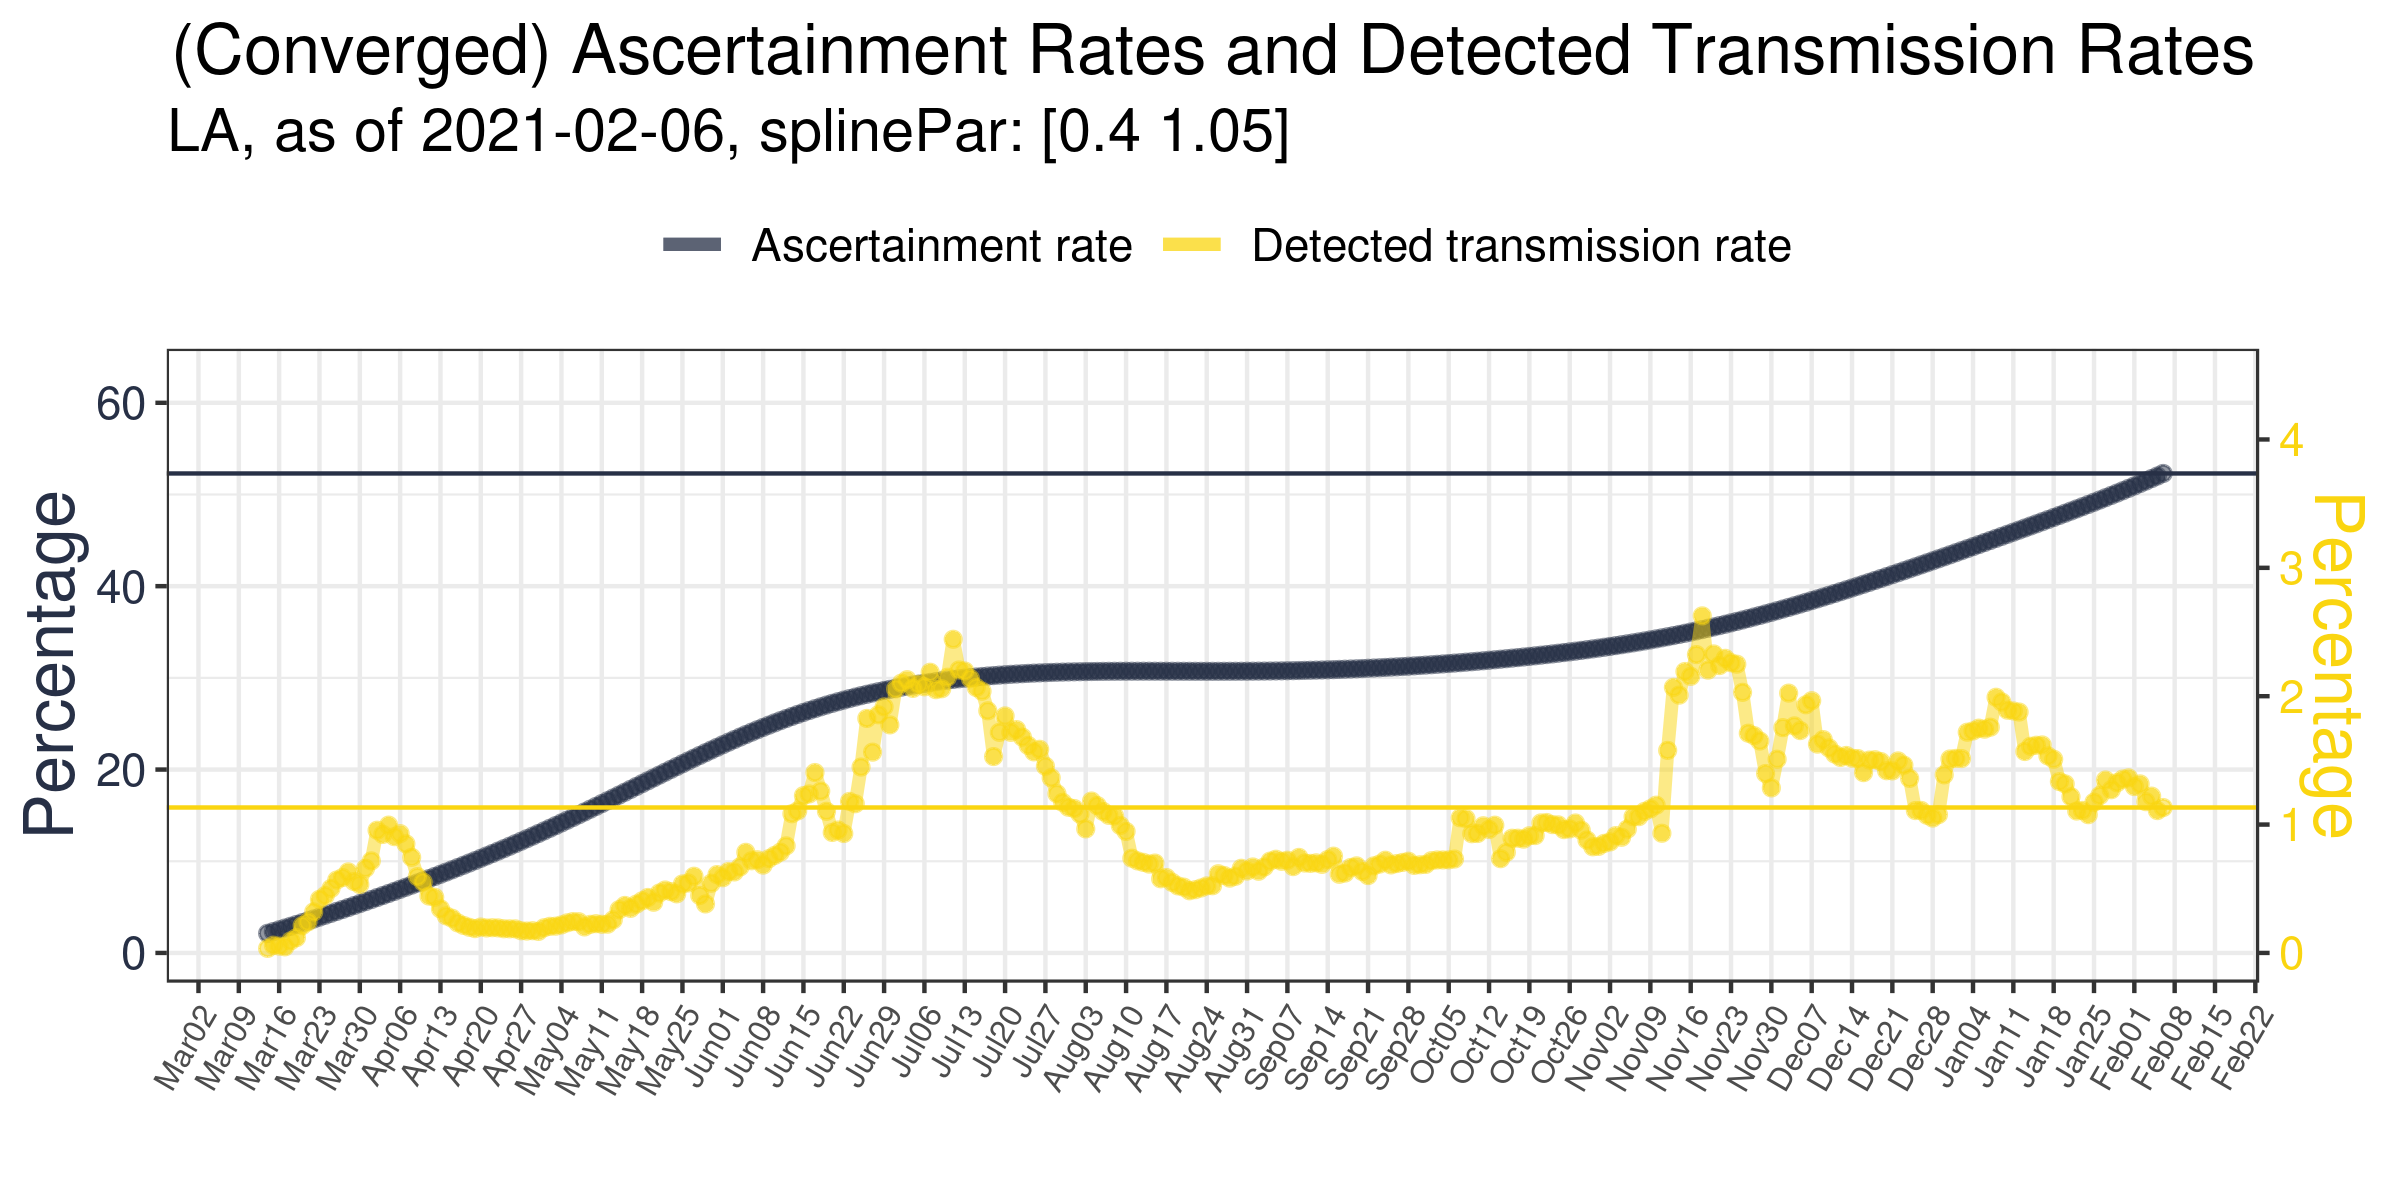 (Converged) Ascertainment Rates and Detected Transmission Rates
LA, as of 2021-02-06, splinePar: [0.4 1.05]
Ascertainment rate
Detected transmission rate
Percentage
60
40
20
0
4
3
2
1
0
Percentage
Mar02
Mar09
Mar16
Mar23
Mar30
Apr06
Apr13
Apr20
Apr27
May04
May11
May18
May25
Jun01
Jun08
Jun15
Jun22
Jun29
Jul06
Jul13
Jul20
Jul27
Aug03
Aug10
Aug17
Aug24
Aug31
Sep07
Sep14
Sep21
Sep28
Oct05
Oct12
Oct19
Oct26
Nov02
Nov09
Nov16
Nov23
Nov30
Dec07
Dec14
Dec21
Dec28
Jan04
Jan11
Jan18
Jan25
Feb01
Feb08
Feb15
Feb22